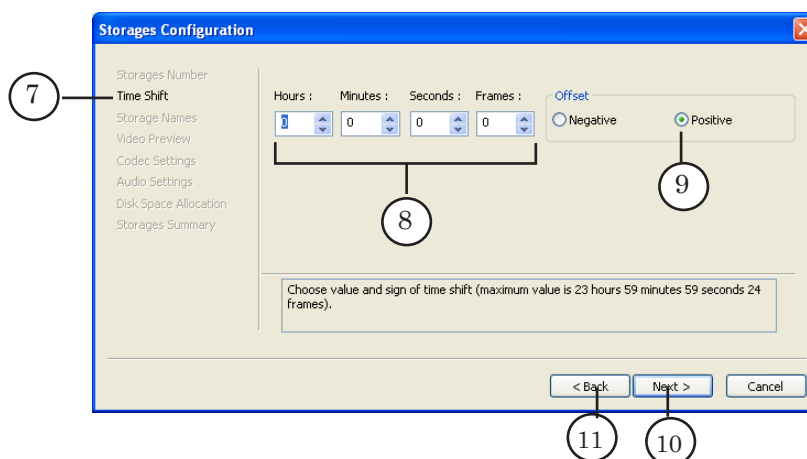 Storages Configuration
Storages Number
Time Shift
Storage Names
Video Preview
Codec Settings
Audio Settings
Disk Space Allocation
Storages Summary
Hours : Minutes : Seconds : Frames :
0 0 0 0
Offset
Negative Positive
Choose value and sign of time shift (maximum value is 23 hours 59 minutes 59 seconds 24
frames).
< Back Next > Cancel
7
8
9
11 10